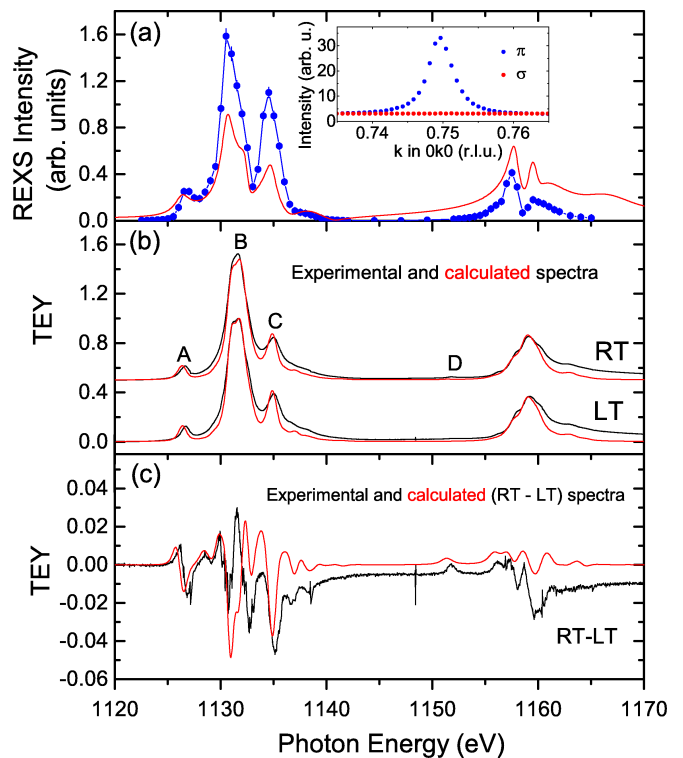 (a)
REXS Intensity
(arb. units)
1.6
1.2
0.8
0.4
0.0
Intensity (arb. u.)
30
20
10
0
π
σ
0.74 0.75 0.76
k in 0k0 (r.l.u.)
(b)
TEY
1.6
1.2
0.8
0.4
0.0
Experimental and calculated spectra
A
B
C
D
RT
LT
(c)
TEY
0.04
0.02
0.00
-0.02
-0.04
-0.06
Experimental and calculated (RT - LT) spectra
RT-LT
1120 1130 1140 1150 1160 1170
Photon Energy (eV)